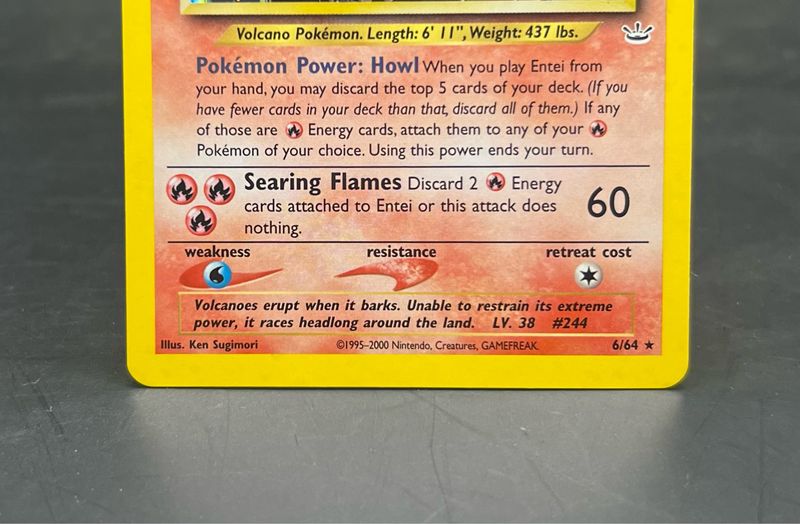 Volcano Pokémon. Length: 6' 11", Weight: 437 lbs.
Pokémon Power: Howl When you play Entei from
your hand, you may discard the top 5 cards of your deck. (If you
have fewer cards in your deck than that, discard all of them.) If any
of those are Energy cards, attach them to any of your
Pokémon of your choice. Using this power ends your turn.
Searing Flames Discard 2 Energy
cards attached to Entei or this attack does
nothing.
60
weakness resistance retreat cost
Volcanoes erupt when it barks. Unable to restrain its extreme
power, it races headlong around the land. LV. 38 #244
Illus. Ken Sugimori ©1995–2000 Nintendo, Creatures, GAMEFREAK. 6/64 ★